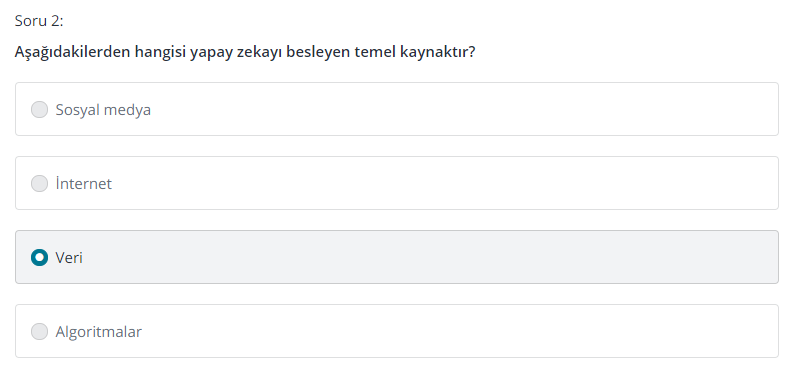 Soru 2:
Aşağıdakilerden hangisi yapay zekayı besleyen temel kaynaktır?
Sosyal medya
İnternet
Veri
Algoritmalar